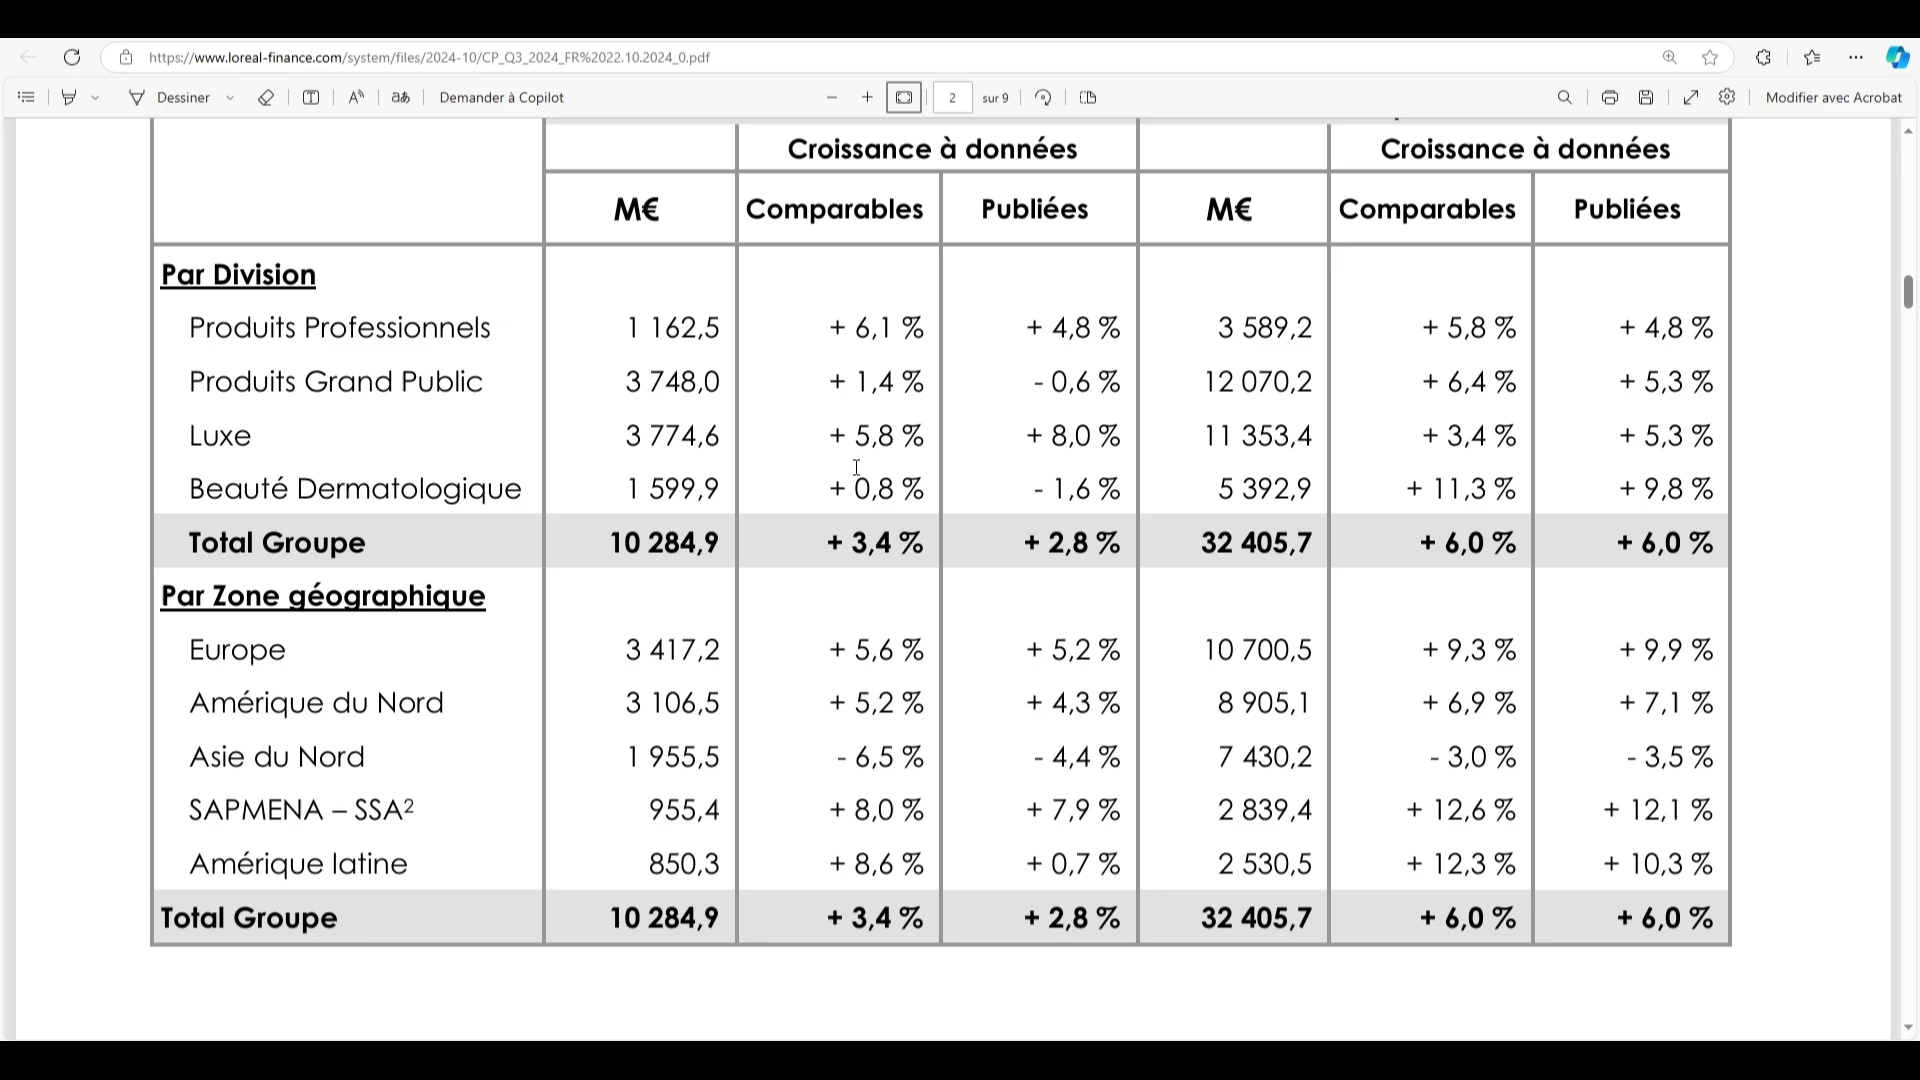 https://www.loreal-finance.com/system/files/2024-10/CP_Q3_2024_FR%2022.10.2024_0.pdf
Dessiner aあ Demander à Copilot 2 sur 9 Modifier avec Acrobat
Croissance à données Croissance à données
M€ Comparables Publiées M€ Comparables Publiées
Par Division
Produits Professionnels 1 162,5 + 6,1 % + 4,8 % 3 589,2 + 5,8 % + 4,8 %
Produits Grand Public 3 748,0 + 1,4 % - 0,6 % 12 070,2 + 6,4 % + 5,3 %
Luxe 3 774,6 + 5,8 % + 8,0 % 11 353,4 + 3,4 % + 5,3 %
Beauté Dermatologique 1 599,9 + 0,8 % - 1,6 % 5 392,9 + 11,3 % + 9,8 %
Total Groupe 10 284,9 + 3,4 % + 2,8 % 32 405,7 + 6,0 % + 6,0 %
Par Zone géographique
Europe 3 417,2 + 5,6 % + 5,2 % 10 700,5 + 9,3 % + 9,9 %
Amérique du Nord 3 106,5 + 5,2 % + 4,3 % 8 905,1 + 6,9 % + 7,1 %
Asie du Nord 1 955,5 - 6,5 % - 4,4 % 7 430,2 - 3,0 % - 3,5 %
SAPMENA – SSA² 955,4 + 8,0 % + 7,9 % 2 839,4 + 12,6 % + 12,1 %
Amérique latine 850,3 + 8,6 % + 0,7 % 2 530,5 + 12,3 % + 10,3 %
Total Groupe 10 284,9 + 3,4 % + 2,8 % 32 405,7 + 6,0 % + 6,0 %